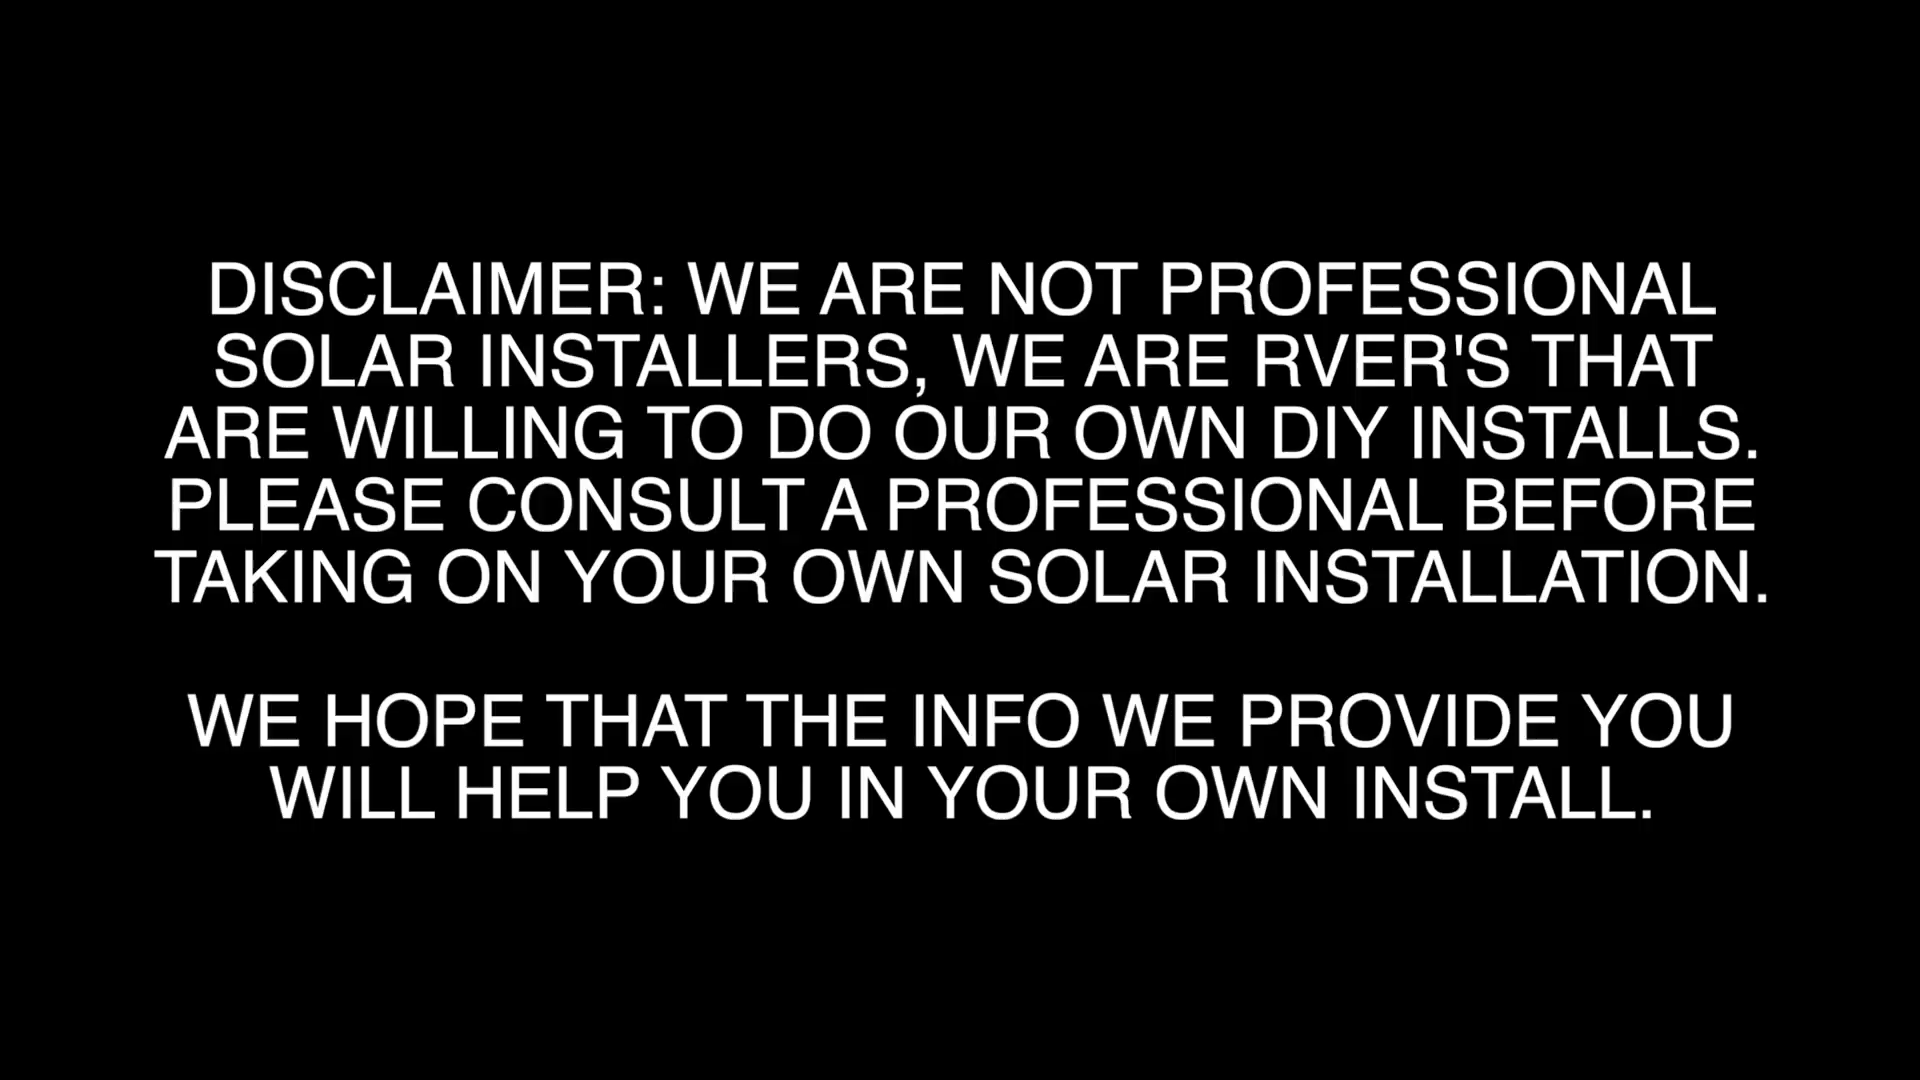 DISCLAIMER: WE ARE NOT PROFESSIONAL
SOLAR INSTALLERS, WE ARE RVER'S THAT
ARE WILLING TO DO OUR OWN DIY INSTALLS.
PLEASE CONSULT A PROFESSIONAL BEFORE
TAKING ON YOUR OWN SOLAR INSTALLATION.
WE HOPE THAT THE INFO WE PROVIDE YOU
WILL HELP YOU IN YOUR OWN INSTALL.